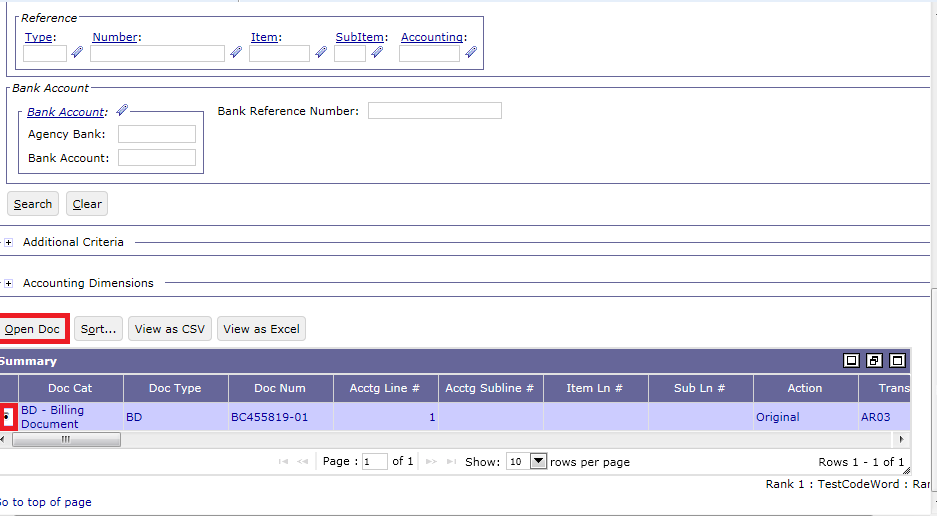 Reference
Type: Number: Item: SubItem: Accounting:
Bank Account
Bank Account: Bank Reference Number:
Agency Bank:
Bank Account:
Search Clear
Additional Criteria
Accounting Dimensions
Open Doc Sort... View as CSV View as Excel
Summary
Doc Cat Doc Type Doc Num Acctg Line # Acctg Subline # Item Ln # Sub Ln # Action Trans
BD - Billing Document BD BC455819-01 1 Original AR03
Page : 1 of 1 Show: 10 rows per page Rows 1 - 1 of 1
Rank 1 : TestCodeWord : Ran
Go to top of page